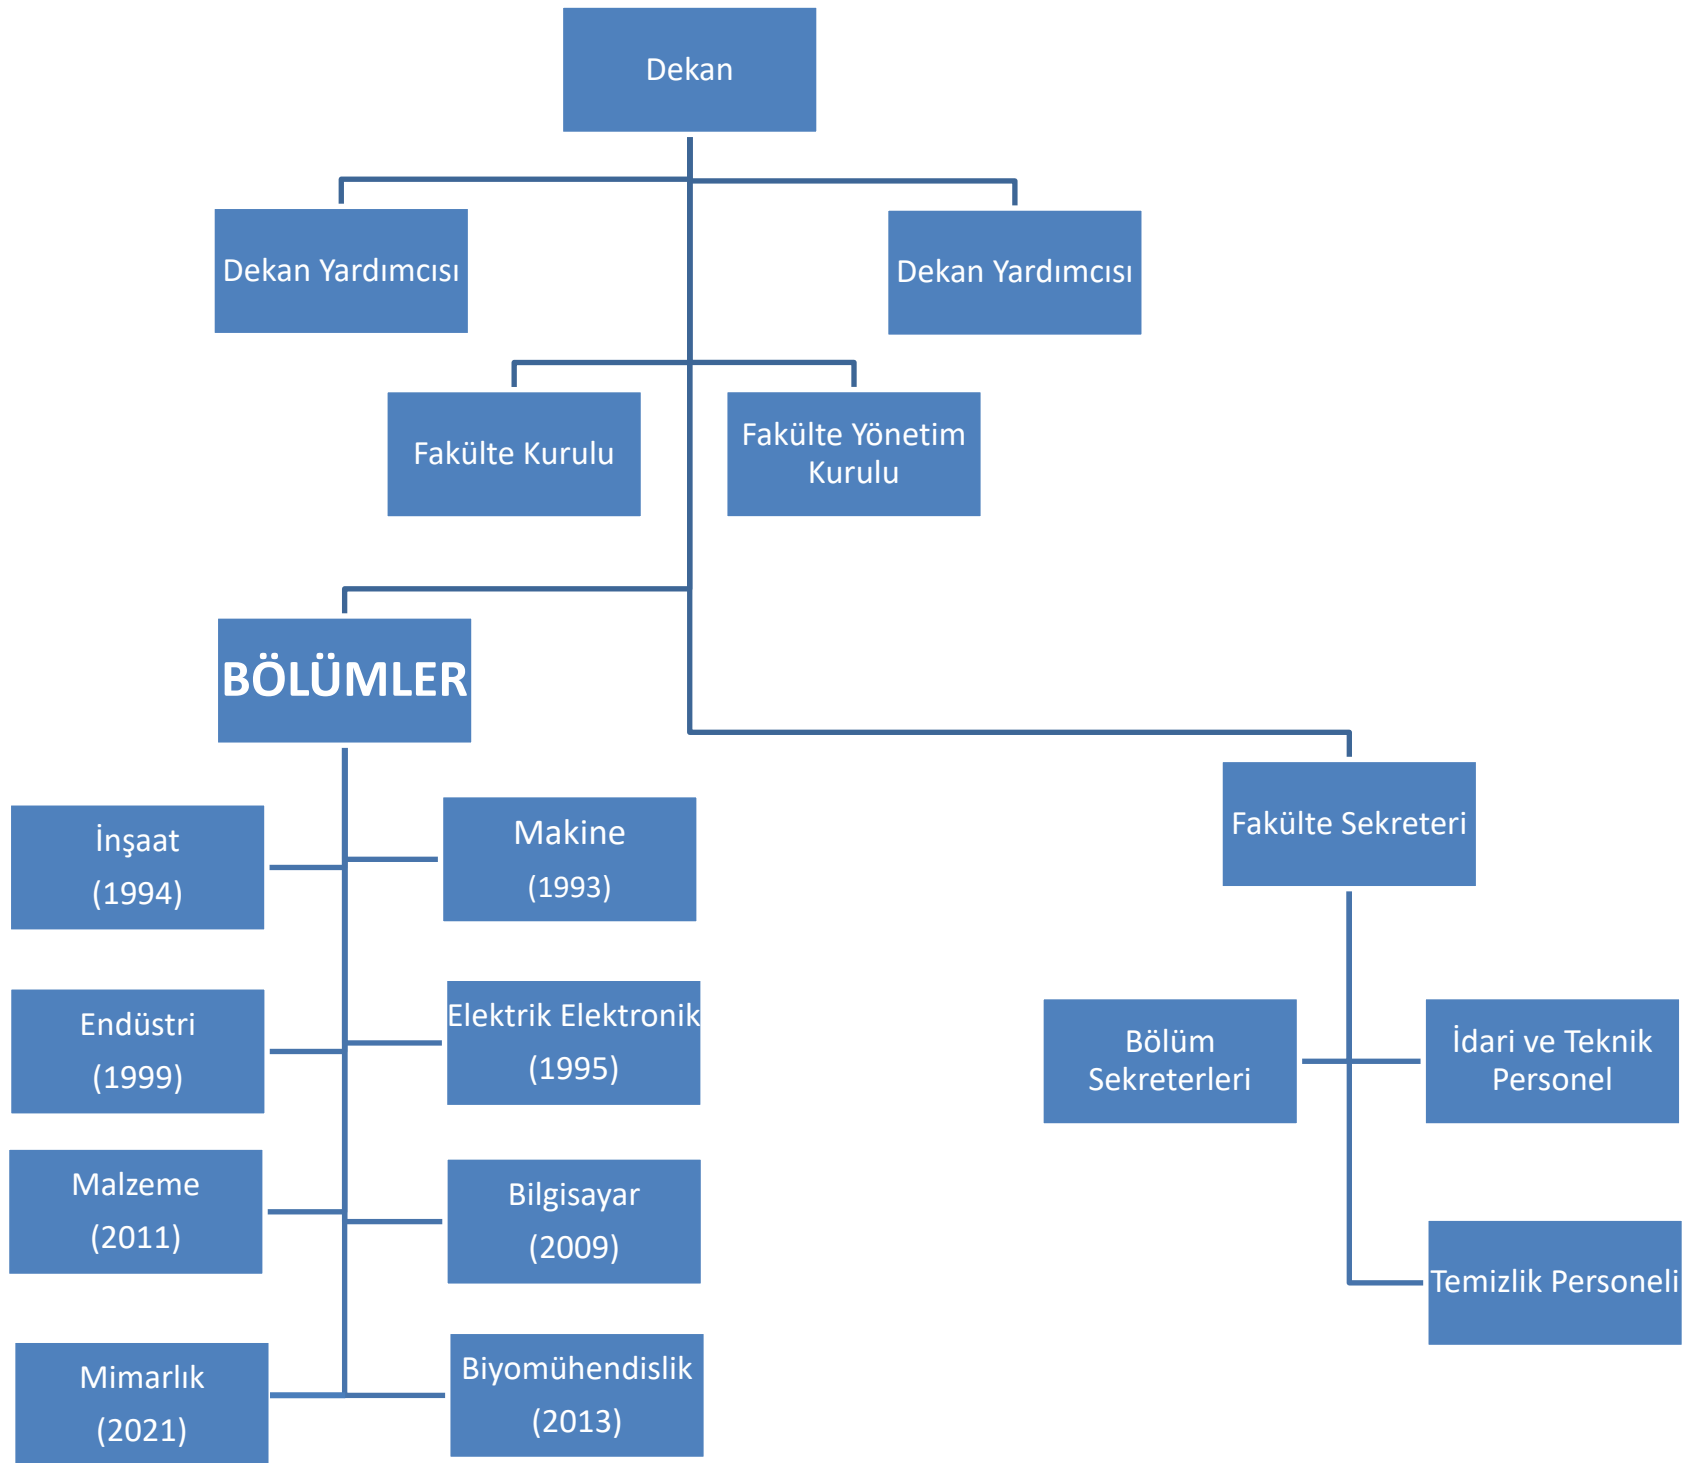 Dekan
Dekan Yardımcısı
Dekan Yardımcısı
Fakülte Kurulu
Fakülte Yönetim
Kurulu
BÖLÜMLER
İnşaat
(1994)
Makine
(1993)
Endüstri
(1999)
Elektrik Elektronik
(1995)
Malzeme
(2011)
Bilgisayar
(2009)
Mimarlık
(2021)
Biyomühendislik
(2013)
Fakülte Sekreteri
Bölüm
Sekreterleri
İdari ve Teknik
Personel
Temizlik Personeli